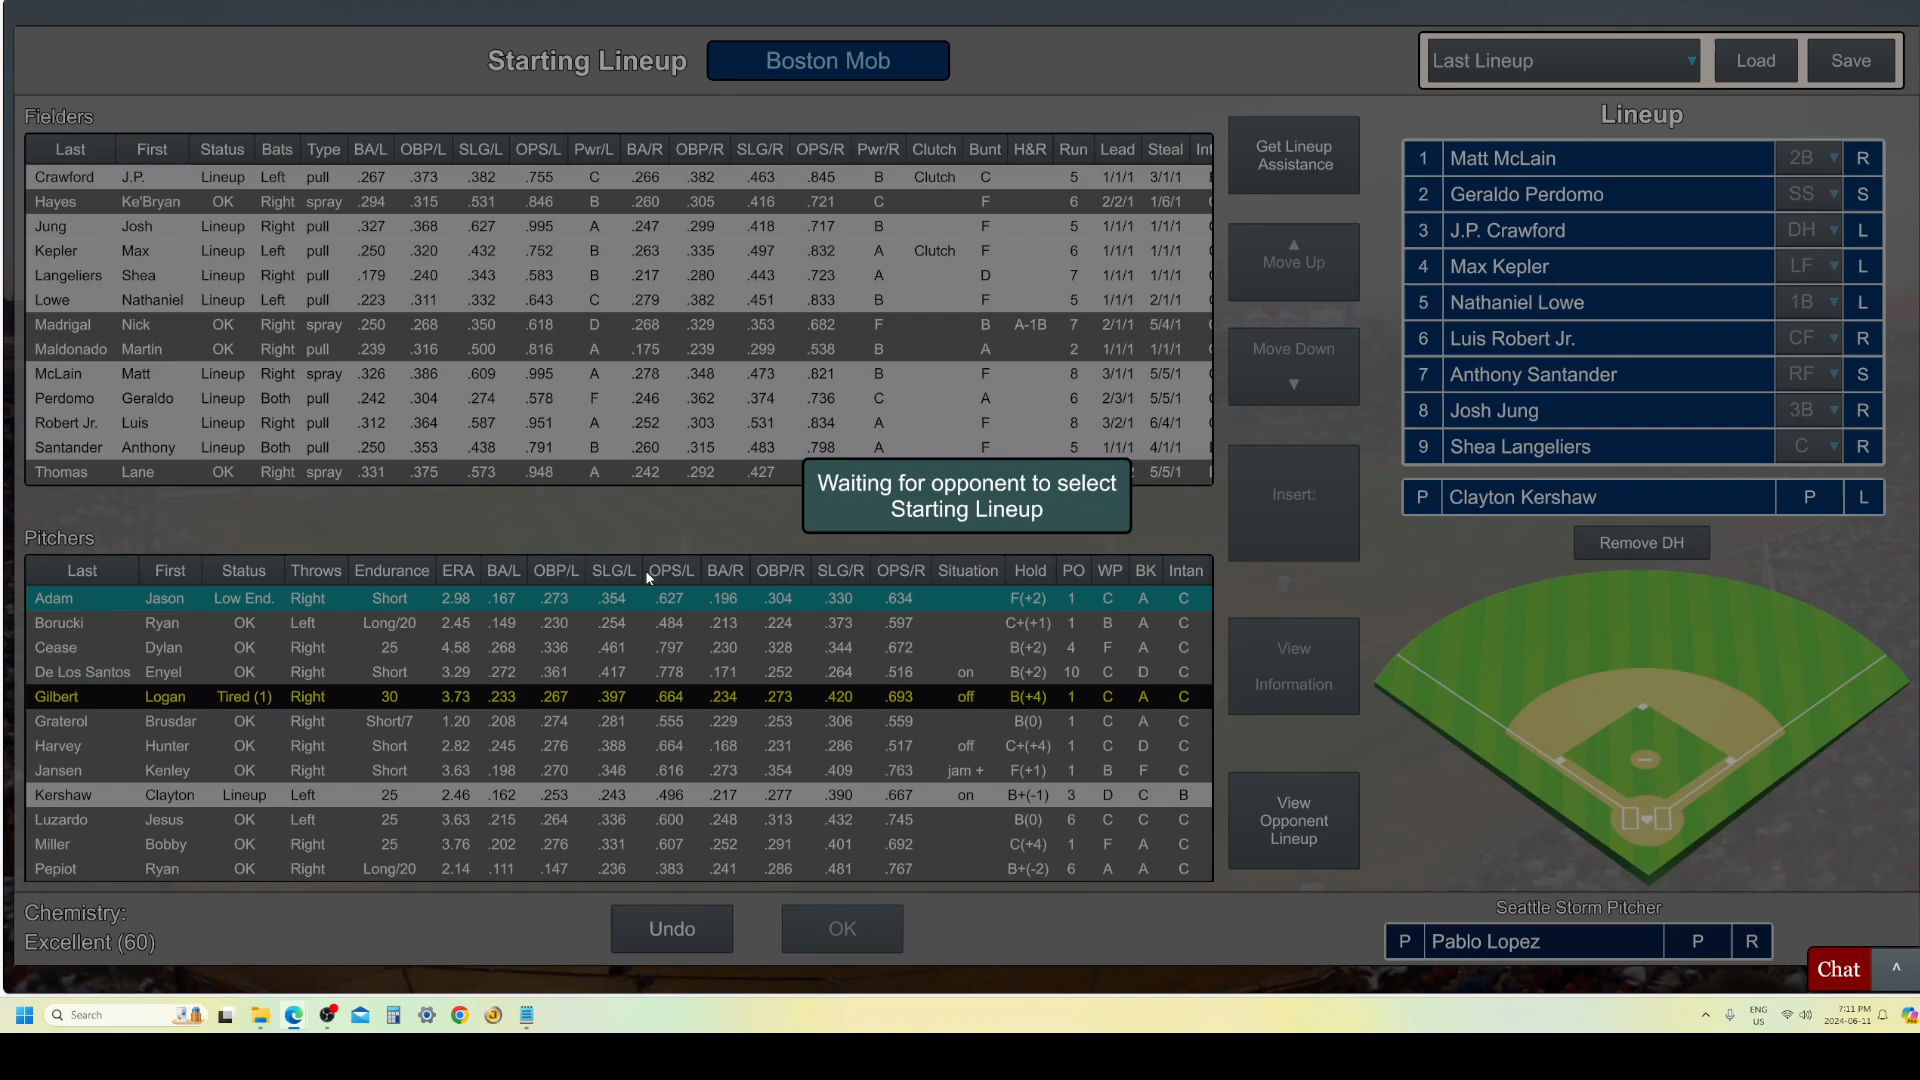 Starting Lineup Boston Mob Last Lineup Load Save
Fielders
Last First Status Bats Type BA/L OBP/L SLG/L OPS/L Pwr/L BA/R OBP/R SLG/R OPS/R Pwr/R Clutch Bunt H&R Run Lead Steal
Crawford J.P. Lineup Left pull .267 .373 .382 .755 C .266 .382 .463 .845 B Clutch C 5 1/1/1 3/1/1
Hayes Ke'Bryan OK Right spray .294 .315 .531 .846 B .260 .305 .416 .721 C F 6 2/2/1 1/6/1
Jung Josh Lineup Right pull .327 .368 .627 .995 A .247 .299 .418 .717 B F 5 1/1/1 1/1/1
Kepler Max Lineup Left pull .250 .320 .432 .752 B .263 .335 .497 .832 A Clutch F 6 1/1/1 1/1/1
Langeliers Shea Lineup Right pull .179 .240 .343 .583 B .217 .280 .443 .723 A D 7 1/1/1 1/1/1
Lowe Nathaniel Lineup Left pull .223 .311 .332 .643 C .279 .382 .451 .833 B F 5 1/1/1 2/1/1
Madrigal Nick OK Right spray .250 .268 .350 .618 D .268 .329 .353 .682 F B A-1B 7 2/1/1 5/4/1
Maldonado Martin OK Right pull .239 .316 .500 .816 A .175 .239 .299 .538 B A 2 1/1/1 1/1/1
McLain Matt Lineup Right spray .326 .386 .609 .995 A .278 .348 .473 .821 B F 8 3/1/1 5/5/1
Perdomo Geraldo Lineup Both pull .242 .304 .274 .578 F .246 .362 .374 .736 C A 6 2/3/1 5/5/1
Robert Jr. Luis Lineup Right pull .312 .364 .587 .951 A .252 .303 .531 .834 A F 8 3/2/1 6/4/1
Santander Anthony Lineup Both pull .250 .353 .438 .791 B .260 .315 .483 .798 A F 5 1/1/1 4/1/1
Thomas Lane OK Right spray .331 .375 .573 .948 A .242 .292 .427 5/5/1
Waiting for opponent to select
Starting Lineup
Pitchers
Last First Status Throws Endurance ERA BA/L OBP/L SLG/L OPS/L BA/R OBP/R SLG/R OPS/R Situation Hold PO WP BK Intan
Adam Jason Low End. Right Short 2.98 .167 .273 .354 .627 .196 .304 .330 .634 F(+2) 1 C A C
Borucki Ryan OK Left Long/20 2.45 .149 .230 .254 .484 .213 .224 .373 .597 C+(+1) 1 B A C
Cease Dylan OK Right 25 4.58 .268 .336 .461 .797 .230 .328 .344 .672 B(+2) 4 F A C
De Los Santos Enyel OK Right Short 3.29 .272 .361 .417 .778 .171 .252 .264 .516 on B(+2) 10 C D C
Gilbert Logan Tired (1) Right 30 3.73 .233 .267 .397 .664 .234 .273 .420 .693 off B(+4) 1 C A C
Graterol Brusdar OK Right Short/7 1.20 .208 .274 .281 .555 .229 .253 .306 .559 B(0) 1 C A C
Harvey Hunter OK Right Short 2.82 .245 .276 .388 .664 .168 .231 .286 .517 off C+(+4) 1 C D C
Jansen Kenley OK Right Short 3.63 .198 .270 .346 .616 .273 .354 .409 .763 jam + F(+1) 1 B F C
Kershaw Clayton Lineup Left 25 2.46 .162 .253 .243 .496 .217 .277 .390 .667 on B+(-1) 3 D C B
Luzardo Jesus OK Left 25 3.63 .215 .264 .336 .600 .248 .313 .432 .745 B(0) 6 C C C
Miller Bobby OK Right 25 3.76 .202 .276 .331 .607 .252 .291 .401 .692 C(+4) 1 F A C
Pepiot Ryan OK Right Long/20 2.14 .111 .147 .236 .383 .241 .286 .481 .767 B+(-2) 6 A A C
Chemistry:
Excellent (60)
Undo OK
Get Lineup
Assistance
Move Up
Move Down
Insert:
View
Information
View
Opponent
Lineup
Lineup
1 Matt McLain 2B R
2 Geraldo Perdomo SS S
3 J.P. Crawford DH L
4 Max Kepler LF L
5 Nathaniel Lowe 1B L
6 Luis Robert Jr. CF R
7 Anthony Santander RF S
8 Josh Jung 3B R
9 Shea Langeliers C R
P Clayton Kershaw P L
Remove DH
Seattle Storm Pitcher
P Pablo Lopez P R
Chat ^
Search
ENG
US
7:11 PM
2024-06-11